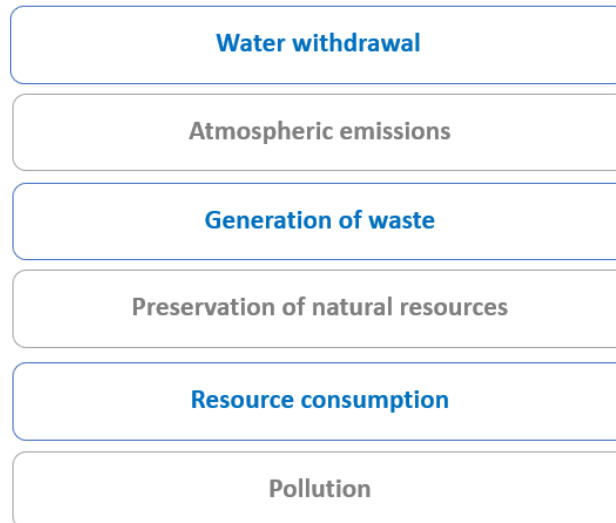 Water withdrawal
Atmospheric emissions
Generation of waste
Preservation of natural resources
Resource consumption
Pollution